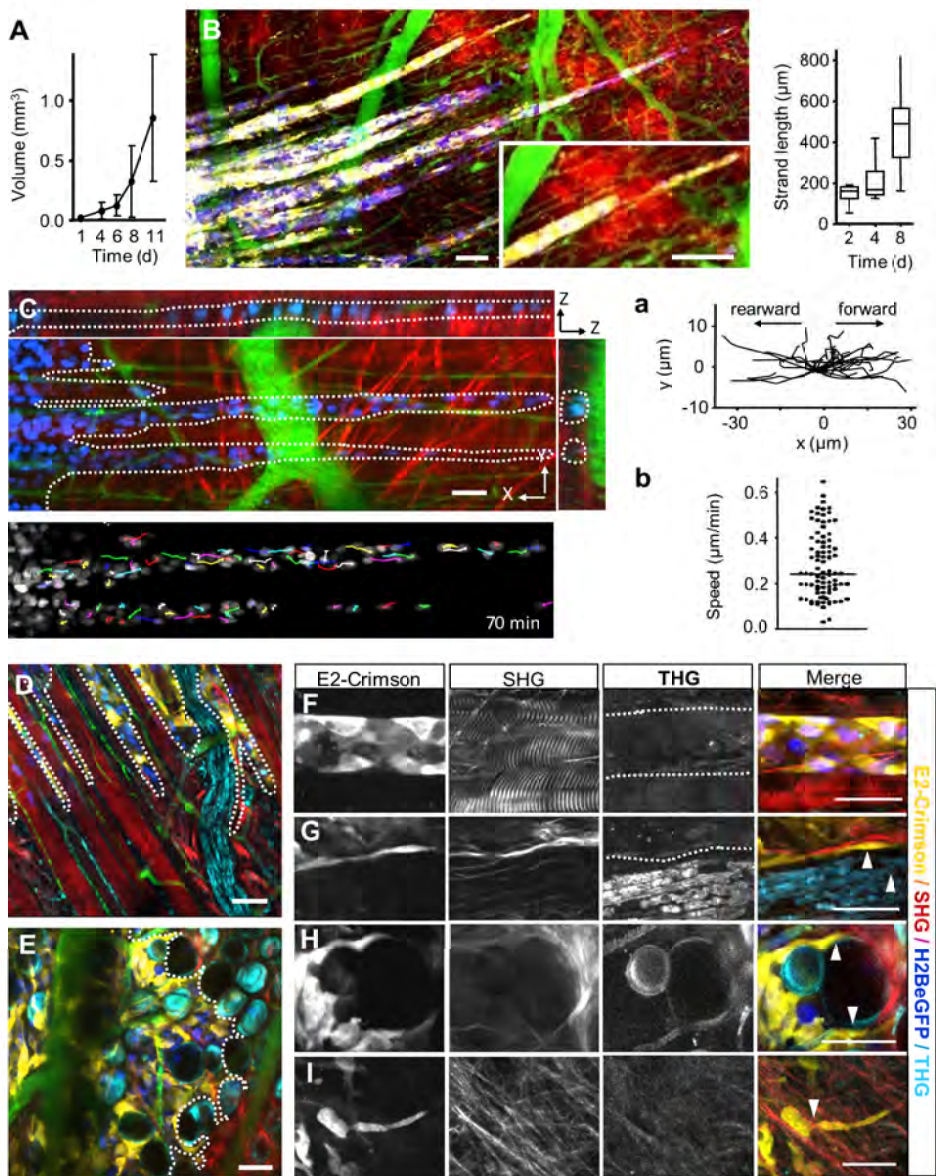 A
Volume (mm³)
1.0
0.5
0.0
1 4 6 8 11
Time (d)
B
Strand length (µm)
800
600
400
200
0
2 4 8
Time (d)
C
Z
Z
Y
X
70 min
a
rearward forward
y (µm)
10
0
-10
-30 0 30
x (µm)
b
Speed (µm/min)
0.6
0.4
0.2
0.0
D
E
E2-Crimson SHG THG Merge
F
G
H
I
E2-Crimson / SHG / H2BeGFP / THG